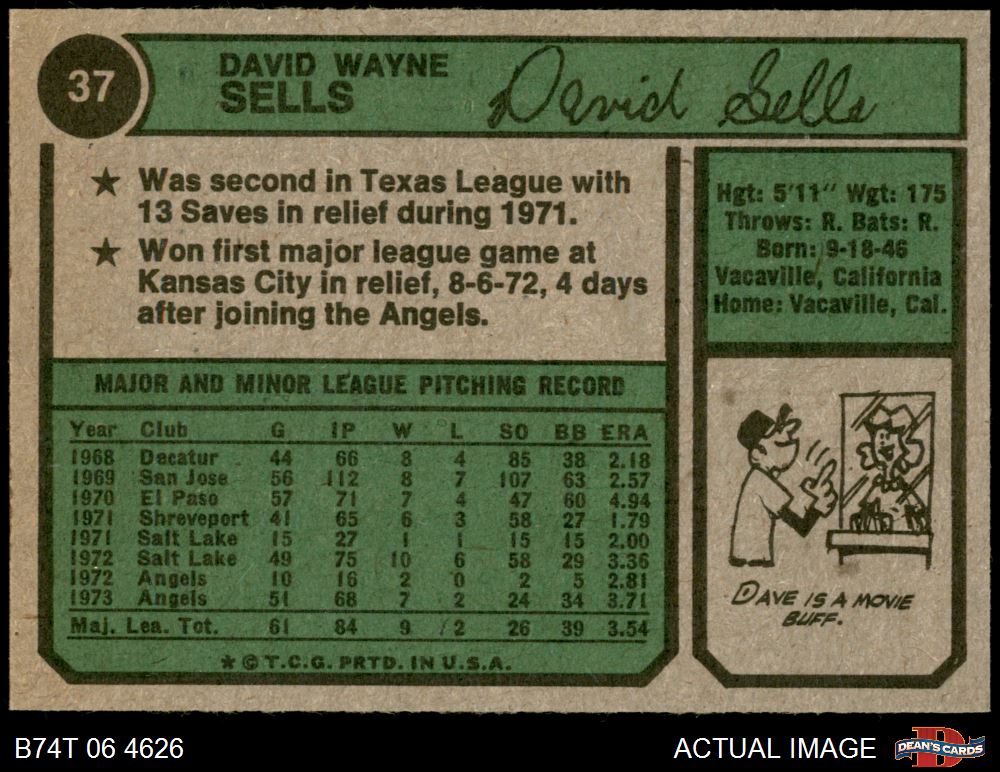 37
DAVID WAYNE
SELLS
David Sells
★ Was second in Texas League with
13 Saves in relief during 1971.
★ Won first major league game at
Kansas City in relief, 8-6-72, 4 days
after joining the Angels.
Hgt: 5'11" Wgt: 175
Throws: R. Bats: R.
Born: 9-18-46
Vacaville, California
Home: Vacaville, Cal.
MAJOR AND MINOR LEAGUE PITCHING RECORD
Year Club G IP W L SO BB ERA
1968 Decatur 44 66 8 4 85 38 2.18
1969 San Jose 56 112 8 7 107 63 2.57
1970 El Paso 57 71 7 4 47 60 4.94
1971 Shreveport 41 65 6 3 58 27 1.79
1971 Salt Lake 15 27 1 1 15 15 2.00
1972 Salt Lake 49 75 10 6 58 29 3.36
1972 Angels 10 16 2 0 2 5 2.81
1973 Angels 51 68 7 2 24 34 3.71
Maj. Lea. Tot. 61 84 9 2 26 39 3.54
★ © T.C.G. PRTD. IN U.S.A.
DAVE IS A MOVIE
BUFF.
B74T 06 4626
ACTUAL IMAGE
DEAN'S CARDS